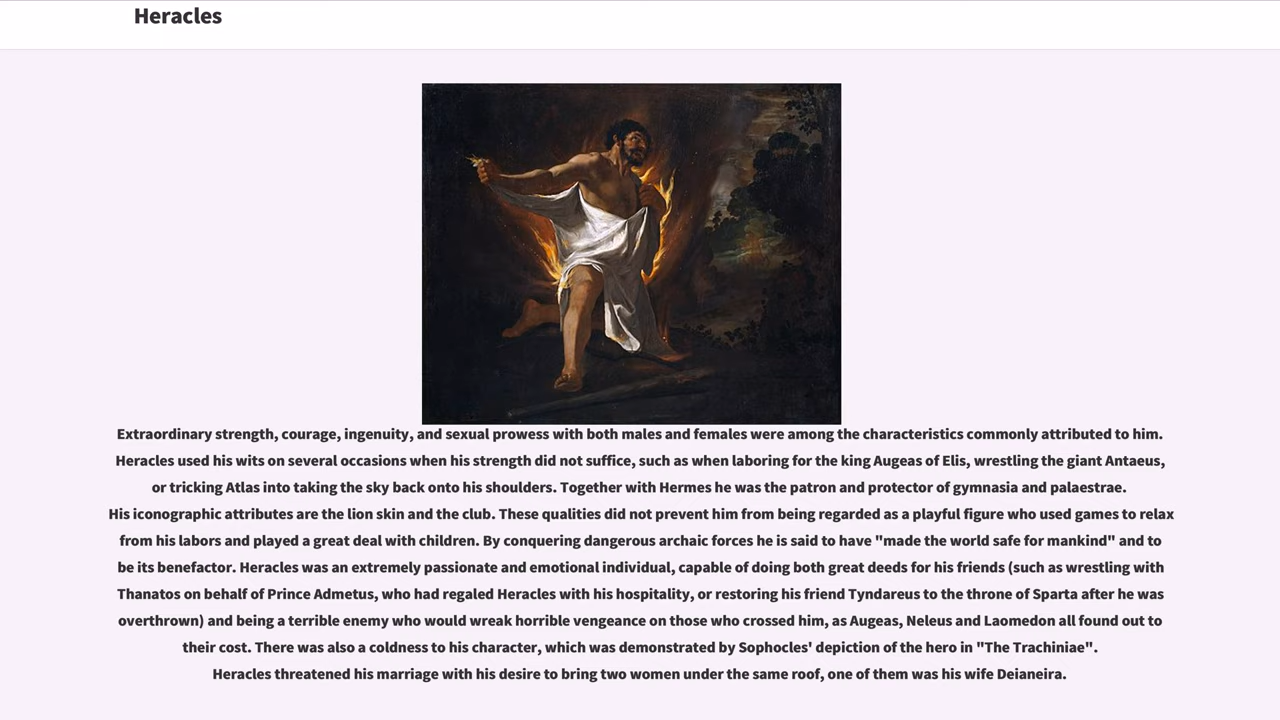 Heracles
Extraordinary strength, courage, ingenuity, and sexual prowess with both males and females were among the characteristics commonly attributed to him.
Heracles used his wits on several occasions when his strength did not suffice, such as when laboring for the king Augeas of Elis, wrestling the giant Antaeus,
or tricking Atlas into taking the sky back onto his shoulders. Together with Hermes he was the patron and protector of gymnasia and palaestrae.
His iconographic attributes are the lion skin and the club. These qualities did not prevent him from being regarded as a playful figure who used games to relax
from his labors and played a great deal with children. By conquering dangerous archaic forces he is said to have "made the world safe for mankind" and to
be its benefactor. Heracles was an extremely passionate and emotional individual, capable of doing both great deeds for his friends (such as wrestling with
Thanatos on behalf of Prince Admetus, who had regaled Heracles with his hospitality, or restoring his friend Tyndareus to the throne of Sparta after he was
overthrown) and being a terrible enemy who would wreak horrible vengeance on those who crossed him, as Augeas, Neleus and Laomedon all found out to
their cost. There was also a coldness to his character, which was demonstrated by Sophocles' depiction of the hero in "The Trachiniae".
Heracles threatened his marriage with his desire to bring two women under the same roof, one of them was his wife Deianeira.